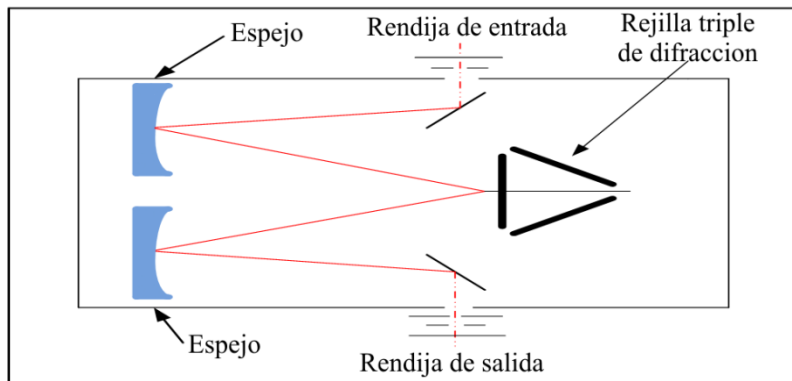 Espejo
Rendija de entrada
Rejilla triple
de difraccion
Espejo
Rendija de salida